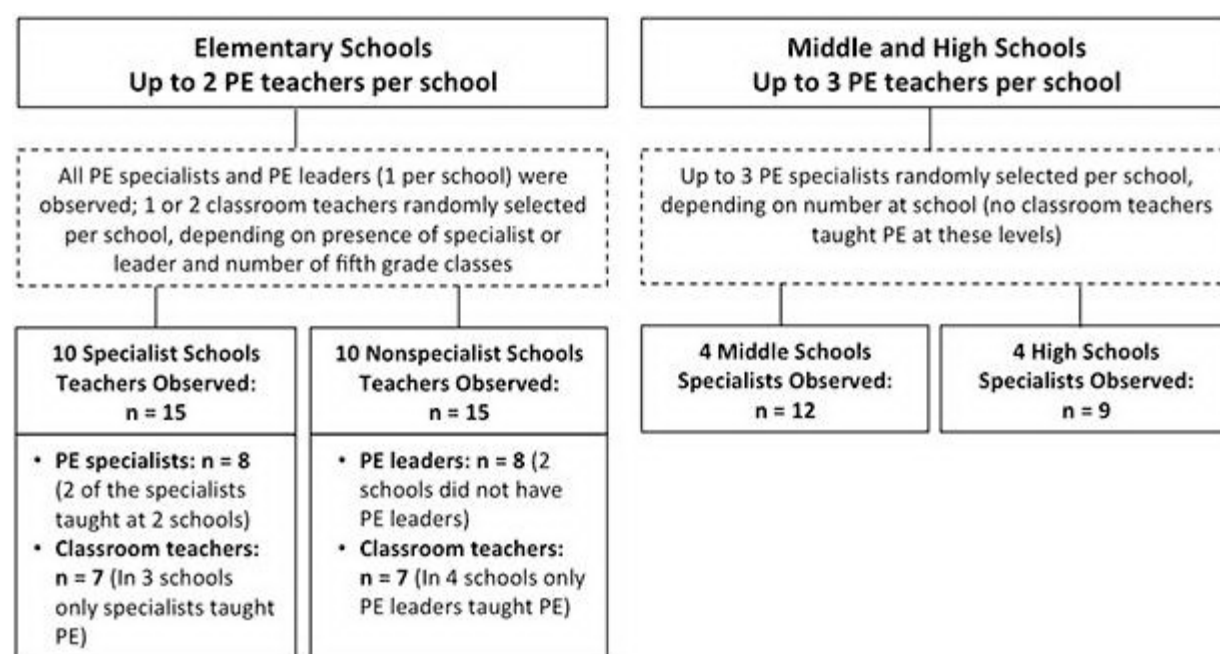 Elementary Schools
Up to 2 PE teachers per school
All PE specialists and PE leaders (1 per school) were
observed; 1 or 2 classroom teachers randomly selected
per school, depending on presence of specialist or
leader and number of fifth grade classes
10 Specialist Schools
Teachers Observed:
n = 15
• PE specialists: n = 8
(2 of the specialists
taught at 2 schools)
• Classroom teachers:
n = 7 (In 3 schools
only specialists taught
PE)
10 Nonspecialist Schools
Teachers Observed:
n = 15
• PE leaders: n = 8 (2
schools did not have
PE leaders)
• Classroom teachers:
n = 7 (In 4 schools only
PE leaders taught PE)
Middle and High Schools
Up to 3 PE teachers per school
Up to 3 PE specialists randomly selected per school,
depending on number at school (no classroom teachers
taught PE at these levels)
4 Middle Schools
Specialists Observed:
n = 12
4 High Schools
Specialists Observed:
n = 9